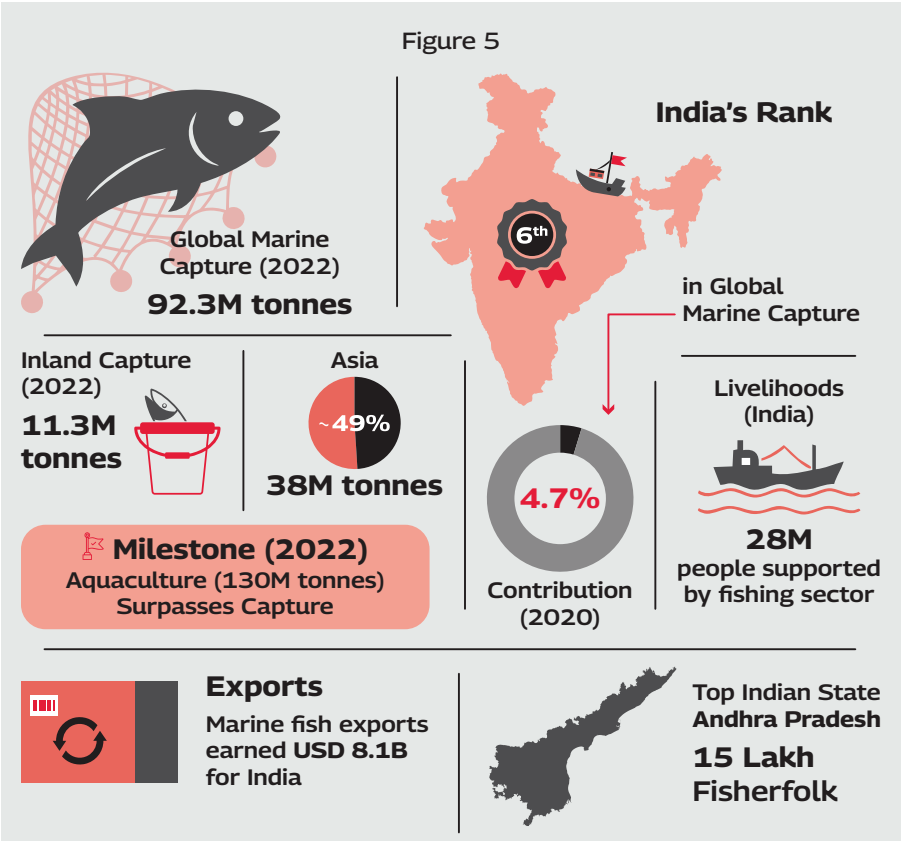 Figure 5
Global Marine
Capture (2022)
92.3M tonnes
India's Rank
6th
in Global
Marine Capture
Inland Capture
(2022)
11.3M
tonnes
Asia
~49%
38M tonnes
4.7%
Contribution
(2020)
Livelihoods
(India)
28M
people supported
by fishing sector
Milestone (2022)
Aquaculture (130M tonnes)
Surpasses Capture
Exports
Marine fish exports
earned USD 8.1B
for India
Top Indian State
Andhra Pradesh
15 Lakh
Fisherfolk